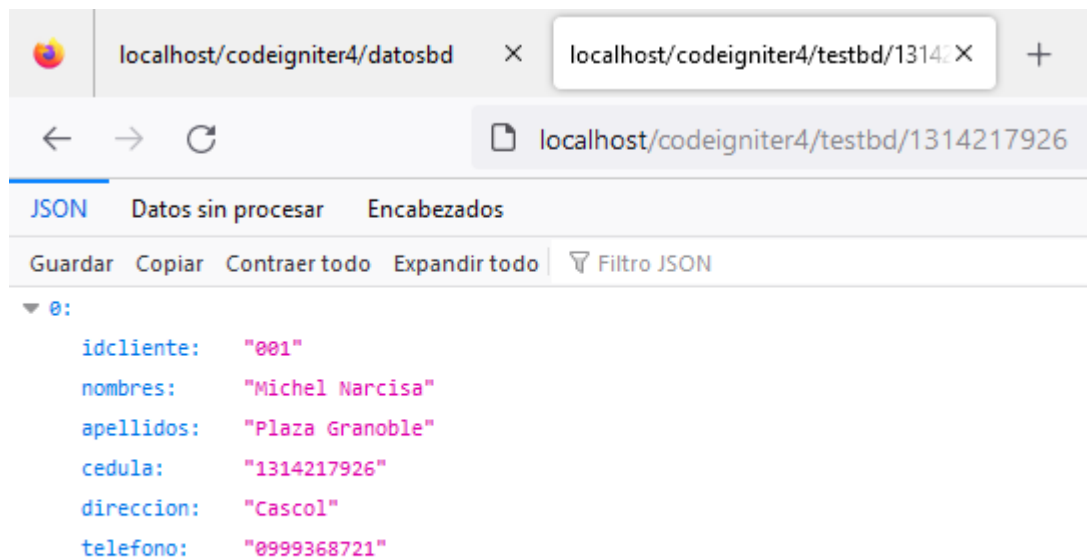 localhost/codeigniter4/datosbd
localhost/codeigniter4/testbd/13142
localhost/codeigniter4/testbd/1314217926
JSON Datos sin procesar Encabezados
Guardar Copiar Contraer todo Expandir todo Filtro JSON
0:
idcliente: "001"
nombres: "Michel Narcisa"
apellidos: "Plaza Granoble"
cedula: "1314217926"
direccion: "Cascol"
telefono: "0999368721"